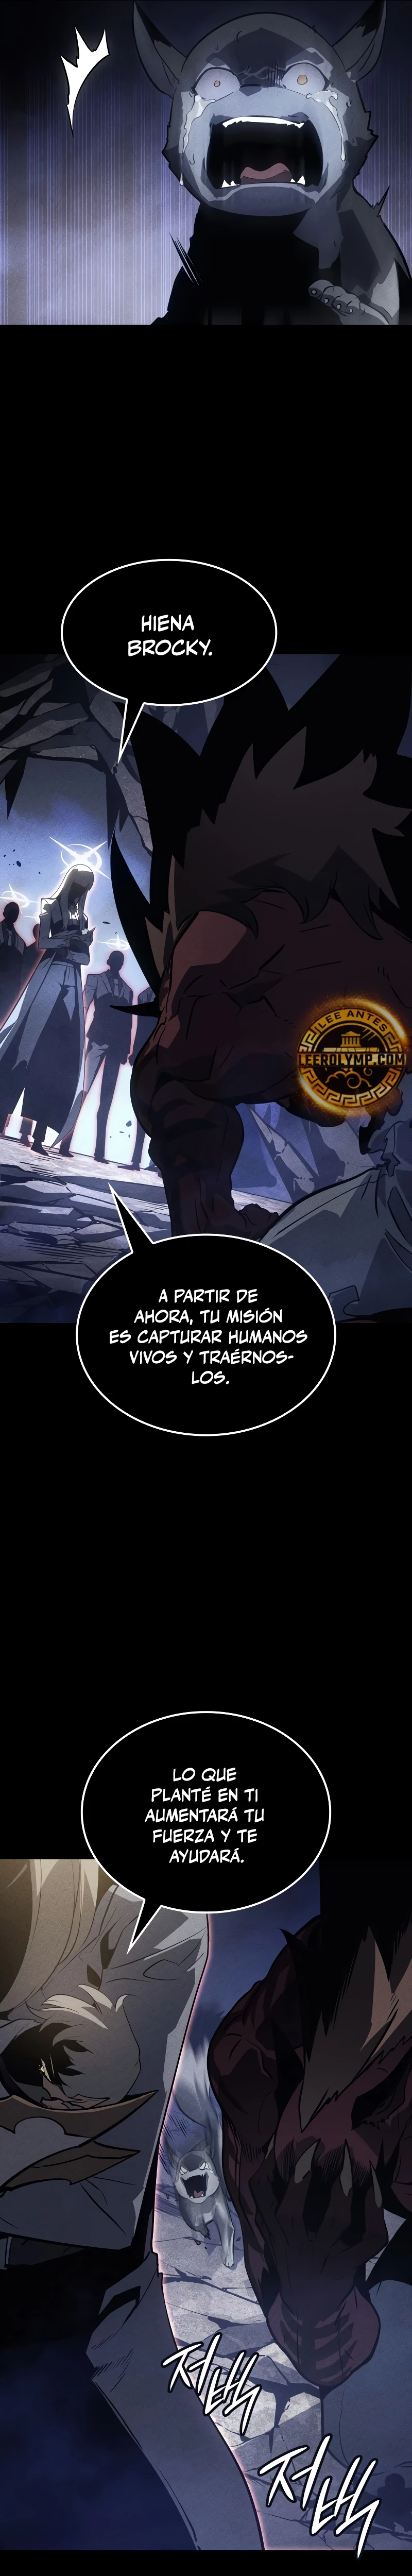 HIENA
BROCKY.
LEE ANTES
LEEROLYMP.COM
A PARTIR DE
AHORA, TU MISIÓN
ES CAPTURAR HUMANOS
VIVOS Y TRAÉRNOS-
LOS.
LO QUE
PLANTÉ EN TI
AUMENTARÁ TU
FUERZA Y TE
AYUDARÁ.
저벅
저벅